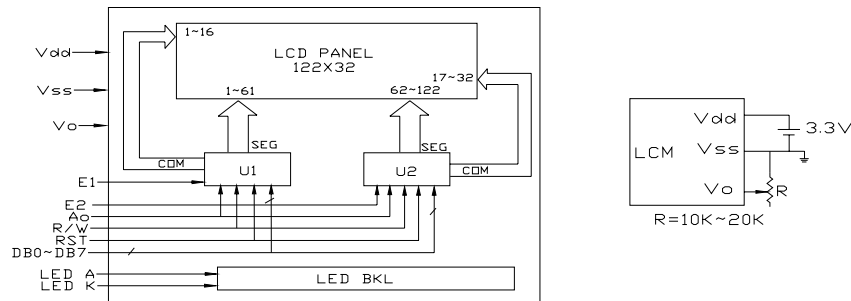 1~16
LCD PANEL
122X32
17~32
1~61
62~122
Vdd
Vss
Vo
SEG
SEG
COM
U1
U2
COM
E1
E2
Ao
R/W
RST
DB0~DB7
LED A
LED K
LED BKL
Vdd
3.3V
LCM
Vss
Vo
R
R=10K~20K